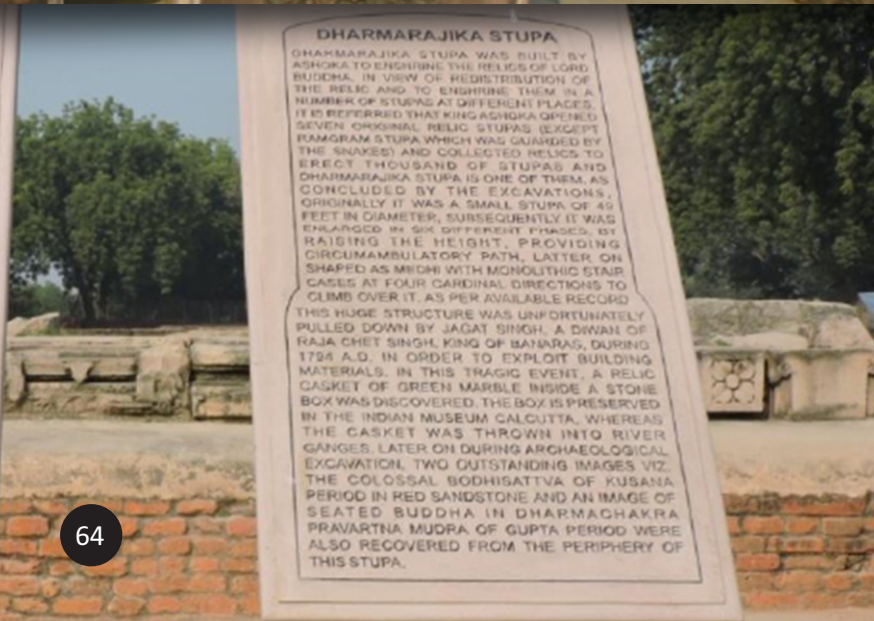 DHARMARAJIKA STUPA
DHARMARAJIKA STUPA WAS BUILT BY
ASHOKA TO ENSHRINE THE RELICS OF LORD
BUDDHA, IN VIEW OF REDISTRIBUTION OF
THE RELIC AND TO ENSHRINE THEM IN A
NUMBER OF STUPAS AT DIFFERENT PLACES.
IT IS REFERRED THAT KING ASHOKA OPENED
SEVEN ORIGINAL RELIC STUPAS (EXCEPT
RAMGRAM STUPA WHICH WAS GUARDED BY
THE SNAKES) AND COLLECTED RELICS TO
ERECT THOUSAND OF STUPAS AND
DHARMARAJIKA STUPA IS ONE OF THEM. AS
CONCLUDED BY THE EXCAVATIONS,
ORIGINALLY IT WAS A SMALL STUPA OF 49
FEET IN DIAMETER, SUBSEQUENTLY IT WAS
ENLARGED IN SIX DIFFERENT PHASES, BY
RAISING THE HEIGHT, PROVIDING
CIRCUMAMBULATORY PATH, LATTER ON
SHAPED AS MEDHI WITH MONOLITHIC STAIR
CASES AT FOUR CARDINAL DIRECTIONS TO
CLIMB OVER IT. AS PER AVAILABLE RECORD
THIS HUGE STRUCTURE WAS UNFORTUNATELY
PULLED DOWN BY JAGAT SINGH, A DIWAN OF
RAJA CHET SINGH, KING OF BANARAS, DURING
1794 A.D. IN ORDER TO EXPLOIT BUILDING
MATERIALS. IN THIS TRAGIC EVENT, A RELIC
CASKET OF GREEN MARBLE INSIDE A STONE
BOX WAS DISCOVERED. THE BOX IS PRESERVED
IN THE INDIAN MUSEUM CALCUTTA, WHEREAS
THE CASKET WAS THROWN INTO RIVER
GANGES. LATER ON DURING ARCHAEOLOGICAL
EXCAVATION, TWO OUTSTANDING IMAGES VIZ.
THE COLOSSAL BODHISATTVA OF KUSANA
PERIOD IN RED SANDSTONE AND AN IMAGE OF
SEATED BUDDHA IN DHARMACHAKRA
PRAVARTNA MUDRA OF GUPTA PERIOD WERE
ALSO RECOVERED FROM THE PERIPHERY OF
THIS STUPA.
64